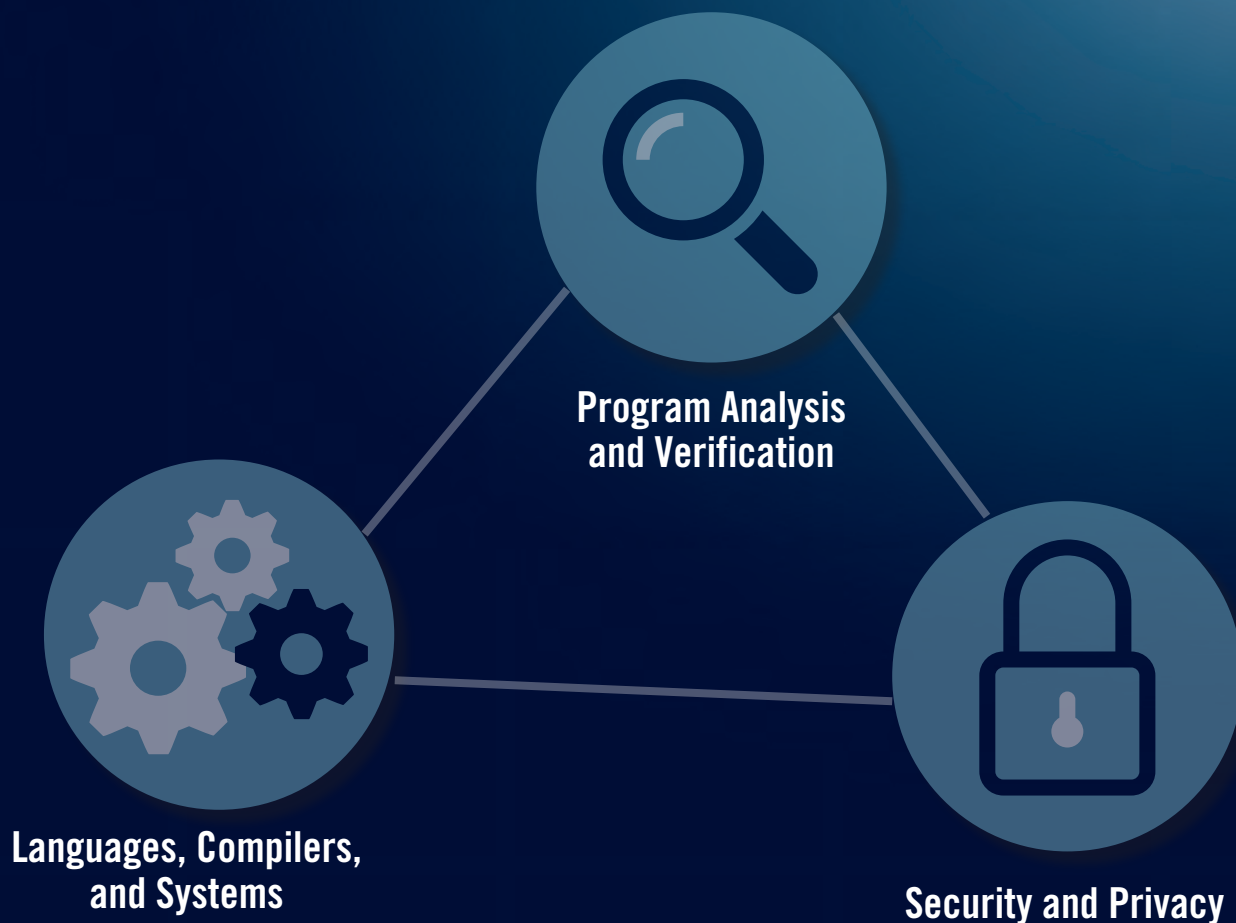 Program Analysis
and Verification
Languages, Compilers,
and Systems
Security and Privacy